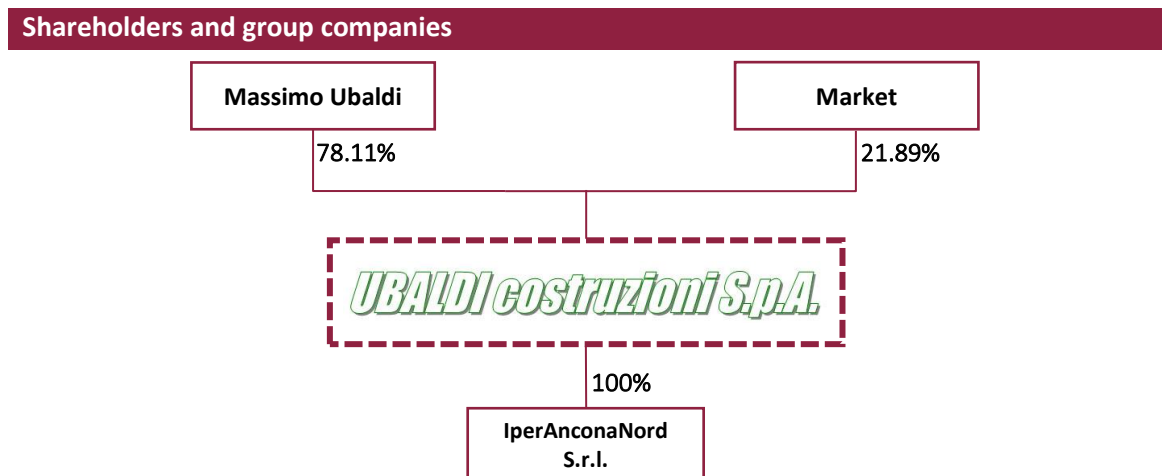 Shareholders and group companies
Massimo Ubaldi
Market
78.11%
21.89%
UBALDI costruzioni S.p.A.
100%
IperAnconaNord
S.r.l.